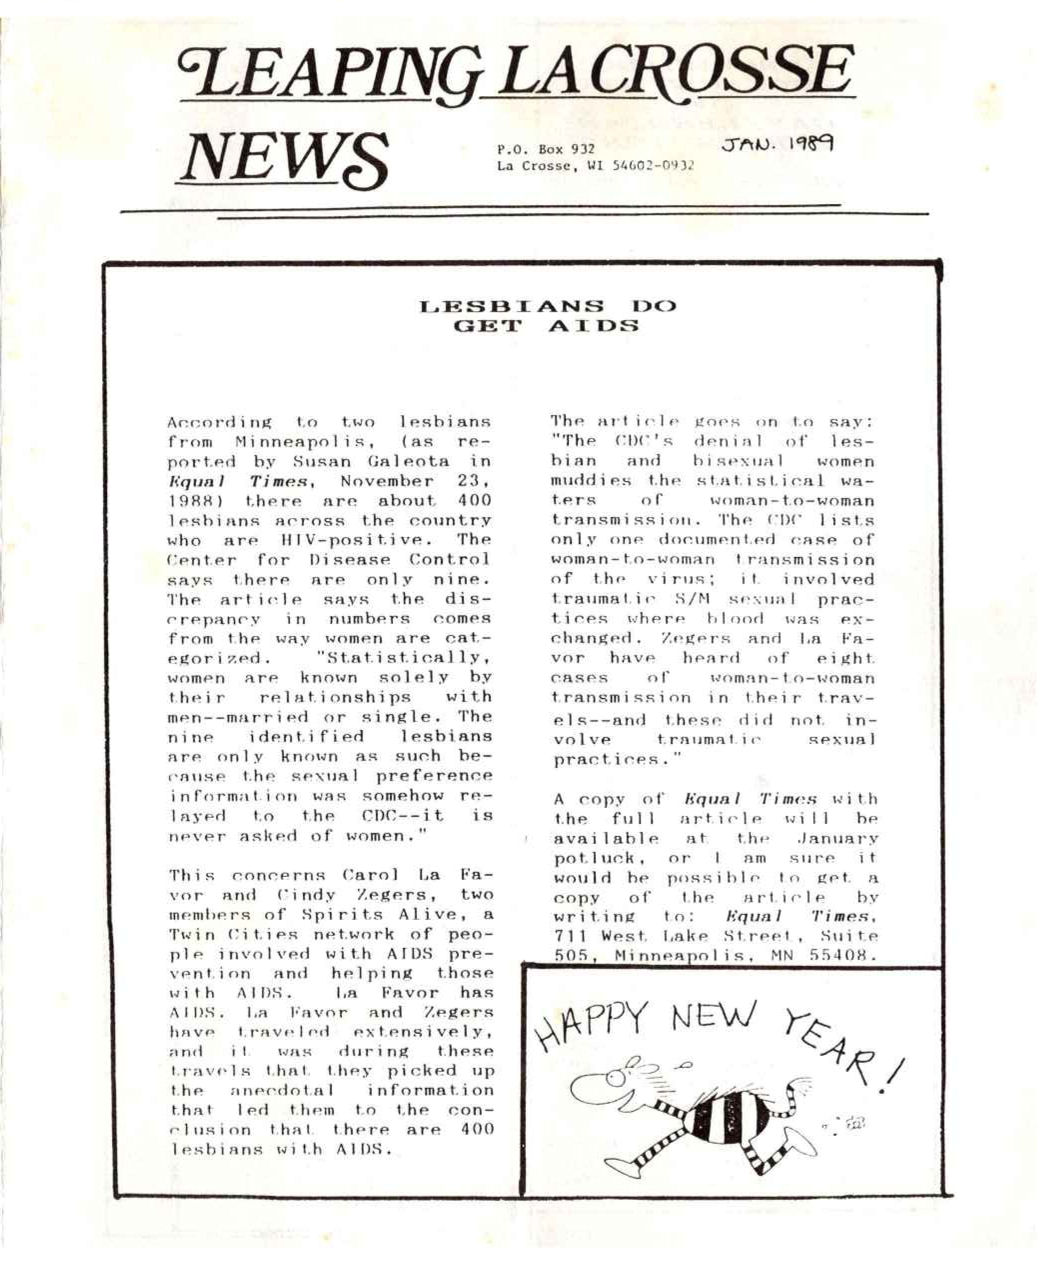 LEAPING LA CROSSE
NEWS
P.O. Box 932
La Crosse, WI 54602-0932
JAN. 1989
LESBIANS DO
GET AIDS
According to two lesbians
from Minneapolis, (as re-
ported by Susan Galeota in
Equal Times, November 23,
1988) there are about 400
lesbians across the country
who are HIV-positive. The
Center for Disease Control
says there are only nine.
The article says the dis-
crepancy in numbers comes
from the way women are cat-
egorized. "Statistically,
women are known solely by
their relationships with
men--married or single. The
nine identified lesbians
are only known as such be-
cause the sexual preference
information was somehow re-
layed to the CDC--it is
never asked of women."
This concerns Carol La Fa-
vor and Cindy Zegers, two
members of Spirits Alive, a
Twin Cities network of peo-
ple involved with AIDS pre-
vention and helping those
with AIDS. La Favor has
AIDS. La Favor and Zegers
have traveled extensively,
and it was during these
travels that they picked up
the anecdotal information
that led them to the con-
clusion that there are 400
lesbians with AIDS.
The article goes on to say:
"The CDC's denial of les-
bian and bisexual women
muddies the statistical wa-
ters of woman-to-woman
transmission. The CDC lists
only one documented case of
woman-to-woman transmission
of the virus; it involved
traumatic S/M sexual prac-
tices where blood was ex-
changed. Zegers and La Fa-
vor have heard of eight
cases of woman-to-woman
transmission in their trav-
els--and these did not in-
volve traumatic sexual
practices."
A copy of Equal Times with
the full article will be
available at the January
potluck, or I am sure it
would be possible to get a
copy of the article by
writing to: Equal Times,
711 West Lake Street, Suite
505, Minneapolis, MN 55408.
HAPPY NEW YEAR!